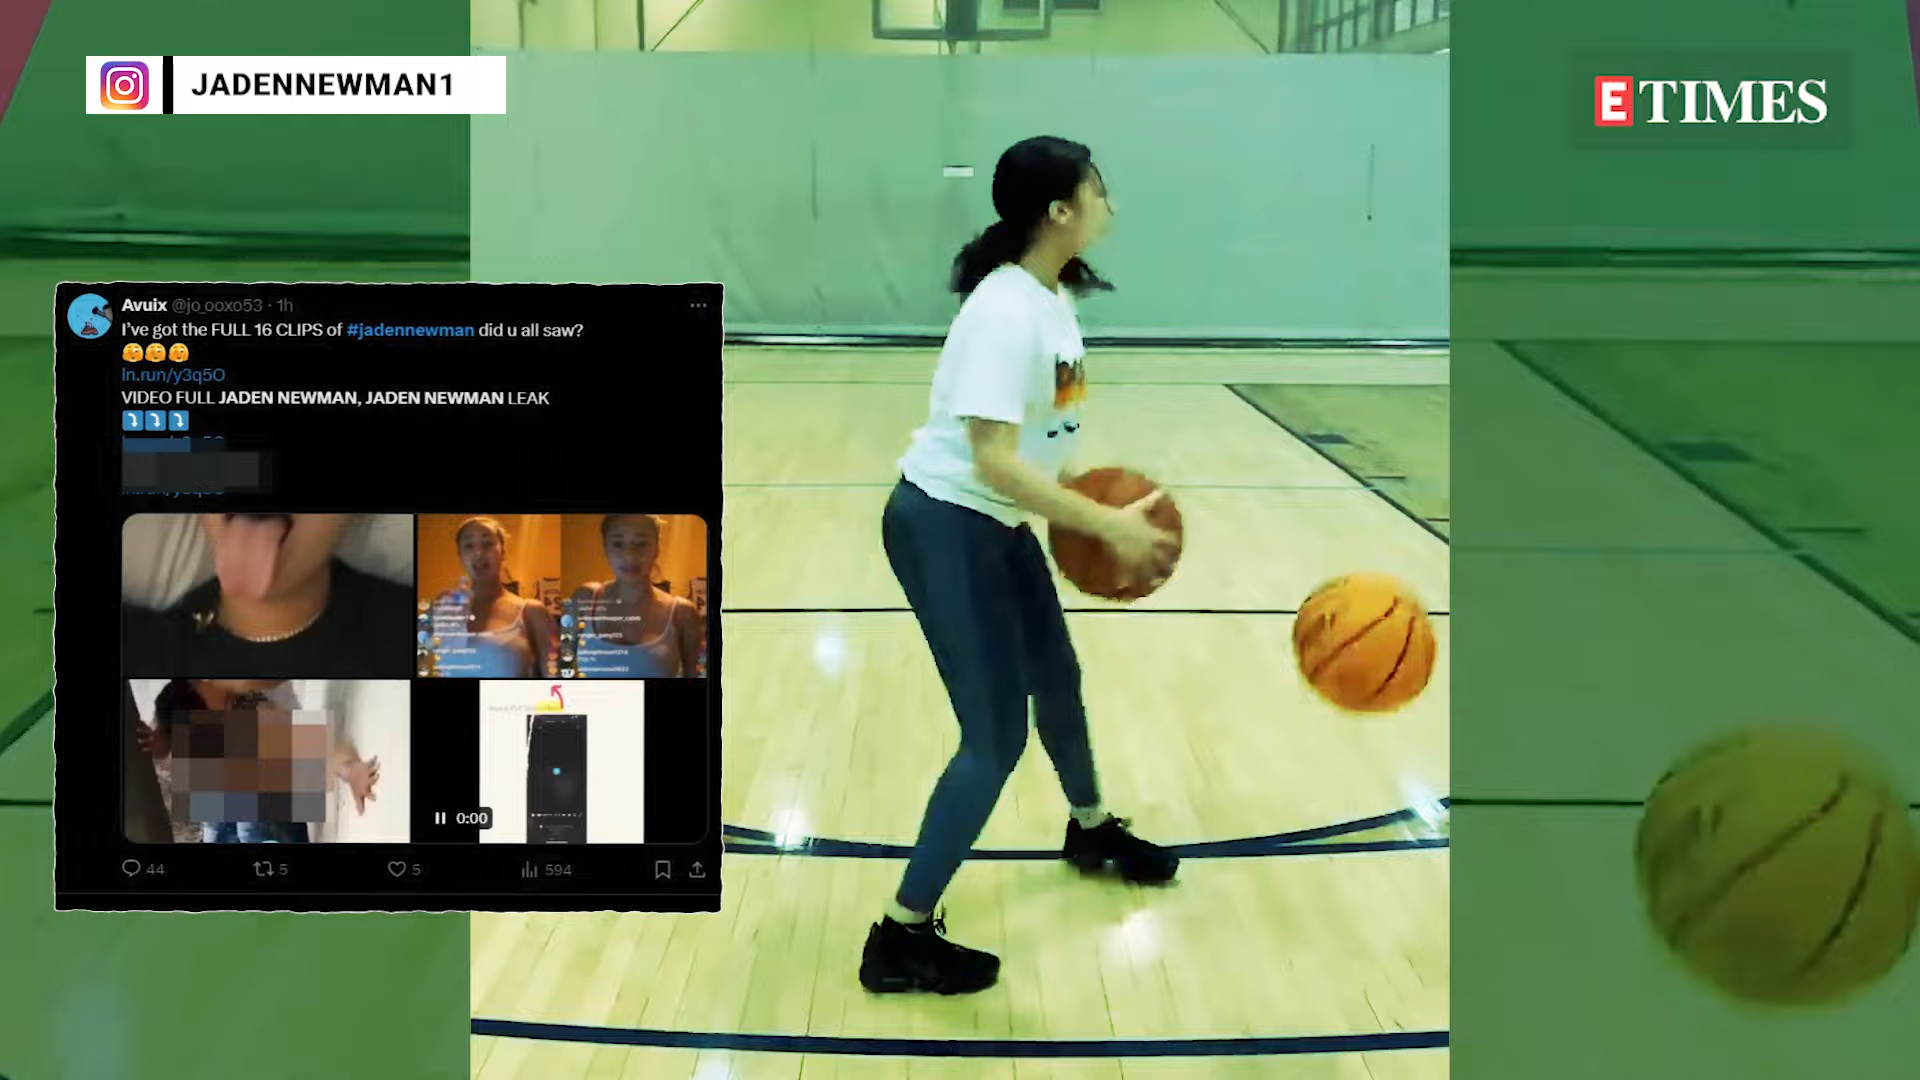 JADENNEWMAN1
E TIMES
Avuix @jo_ooxo53 · 1h
I've got the FULL 16 CLIPS of #jadennewman did u all saw?
ln.run/y3q5O
VIDEO FULL JADEN NEWMAN, JADEN NEWMAN LEAK
0:00
44 5 5 594